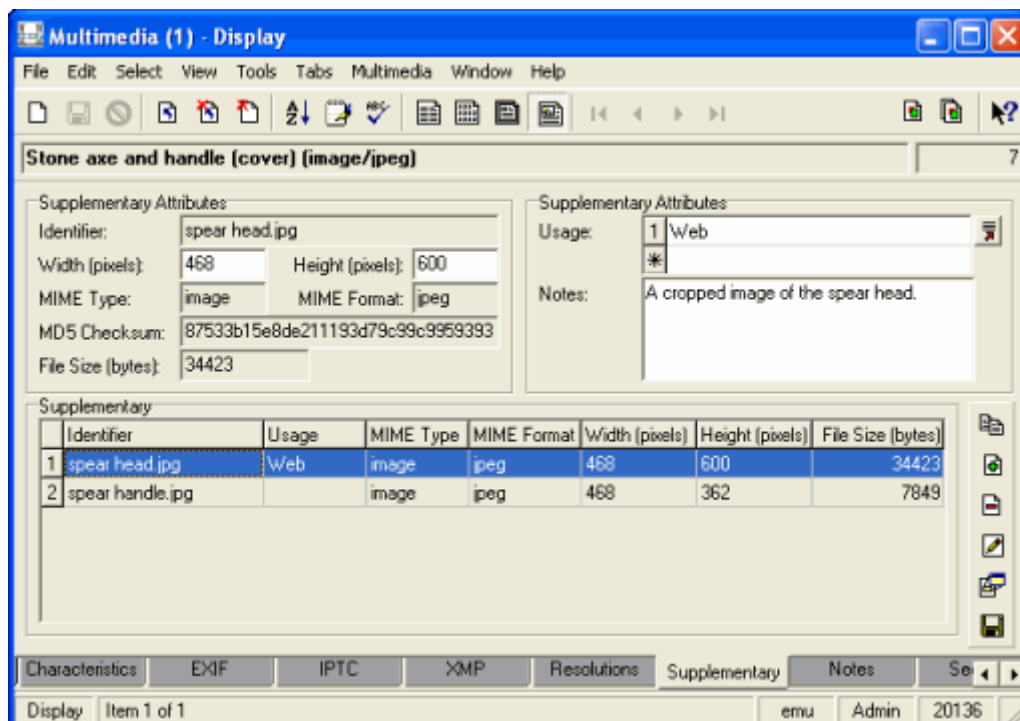 Multimedia (1) - Display
File Edit Select View Tools Tabs Multimedia Window Help
Stone axe and handle (cover) (image/jpeg) 7
Supplementary Attributes
Identifier: spear head.jpg
Width (pixels): 468 Height (pixels): 600
MIME Type: image MIME Format: jpeg
MD5 Checksum: 87533b15e8de211193d79c99c9959393
File Size (bytes): 34423
Supplementary Attributes
Usage: 1 Web
Notes: A cropped image of the spear head.
Supplementary
Identifier Usage MIME Type MIME Format Width (pixels) Height (pixels) File Size (bytes)
1 spear head.jpg Web image jpeg 468 600 34423
2 spear handle.jpg image jpeg 468 362 7849
Characteristics EXIF IPTC XMP Resolutions Supplementary Notes Se
Display Item 1 of 1 emu Admin 20136